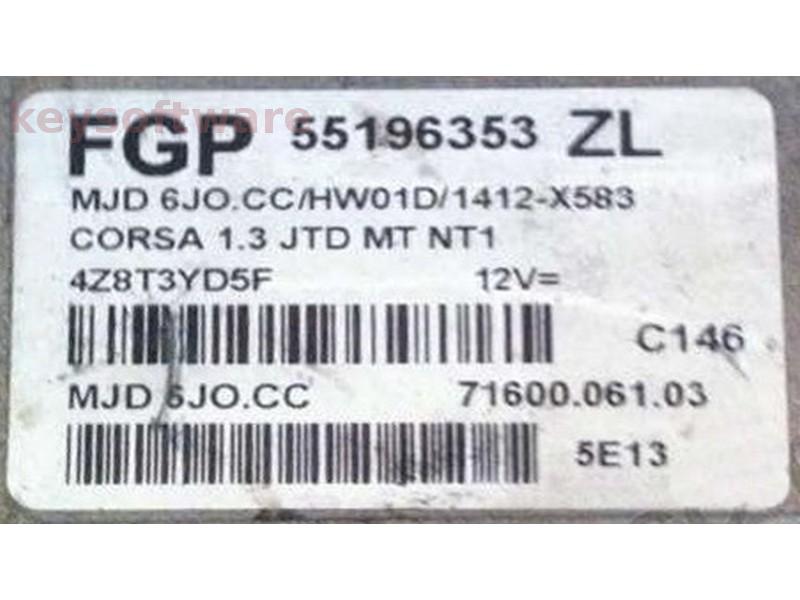 keysoftware
FGP 55196353 ZL
MJD 6JO.CC/HW01D/1412-X583
CORSA 1.3 JTD MT NT1
4Z8T3YD5F 12V=
C146
MJD 6JO.CC 71600.061.03
5E13